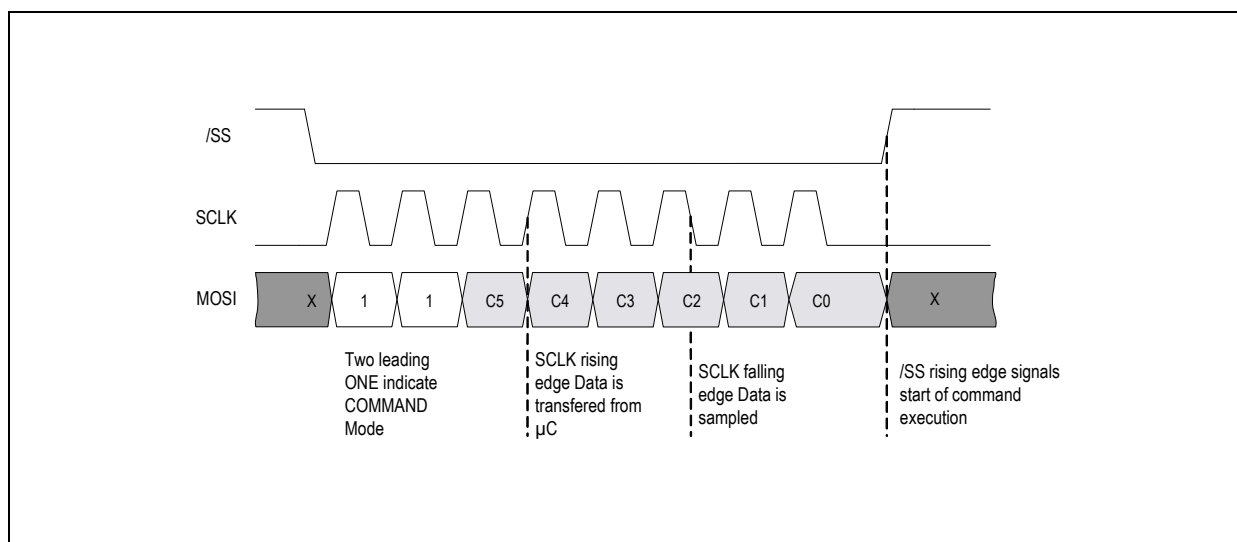 /SS
SCLK
MOSI
X
1
1
C5
C4
C3
C2
C1
C0
X
Two leading
ONE indicate
COMMAND
Mode
SCLK rising
edge Data is
transfered from
µC
SCLK falling
edge Data is
sampled
/SS rising edge signals
start of command
execution